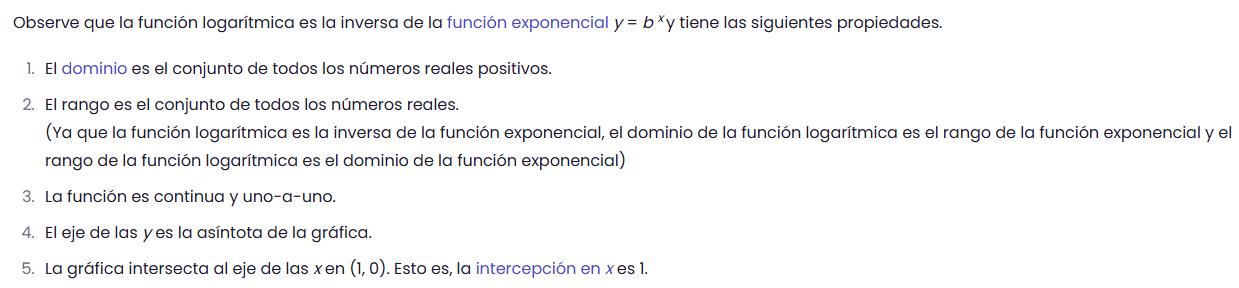 Observe que la función logarítmica es la inversa de la función exponencial y = b ˣ y tiene las siguientes propiedades.
1. El dominio es el conjunto de todos los números reales positivos.
2. El rango es el conjunto de todos los números reales.
(Ya que la función logarítmica es la inversa de la función exponencial, el dominio de la función logarítmica es el rango de la función exponencial y el
rango de la función logarítmica es el dominio de la función exponencial)
3. La función es continua y uno-a-uno.
4. El eje de las y es la asíntota de la gráfica.
5. La gráfica intersecta al eje de las x en (1, 0). Esto es, la intercepción en x es 1.